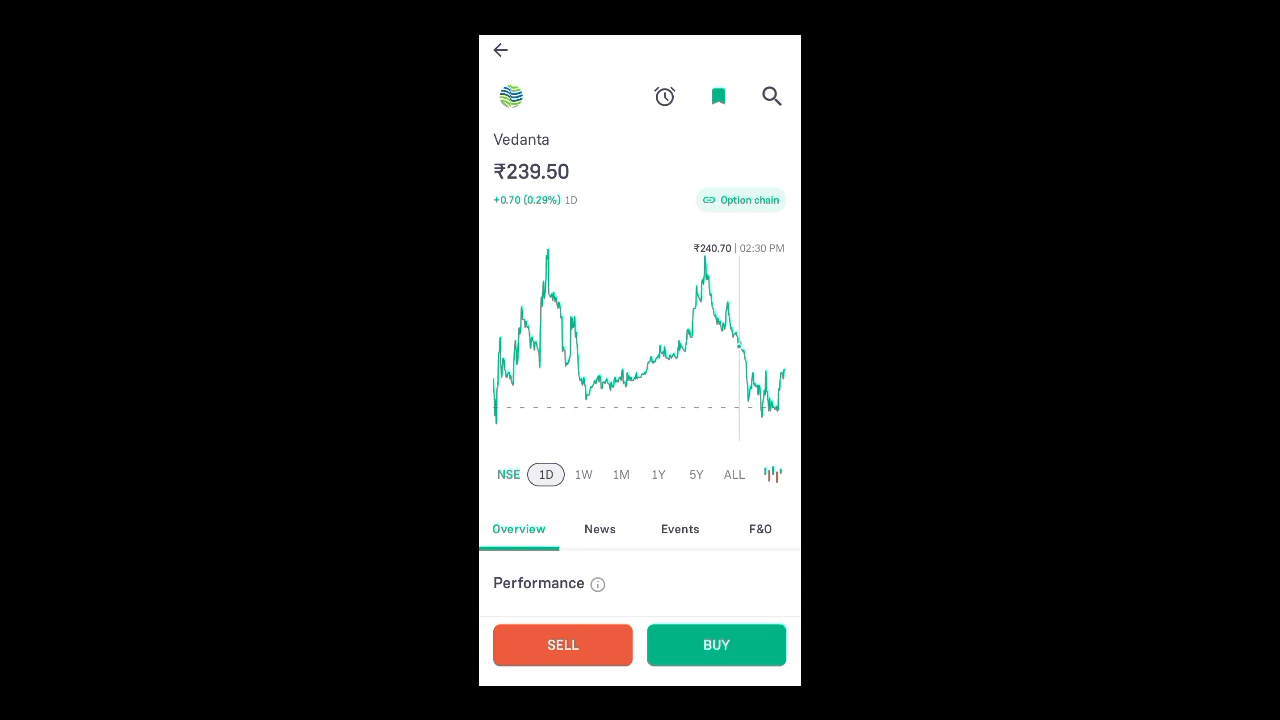 Vedanta
₹239.50
+0.70 (0.29%) 1D
Option chain
₹240.70 | 02:30 PM
NSE 1D 1W 1M 1Y 5Y ALL
Overview News Events F&O
Performance
SELL BUY